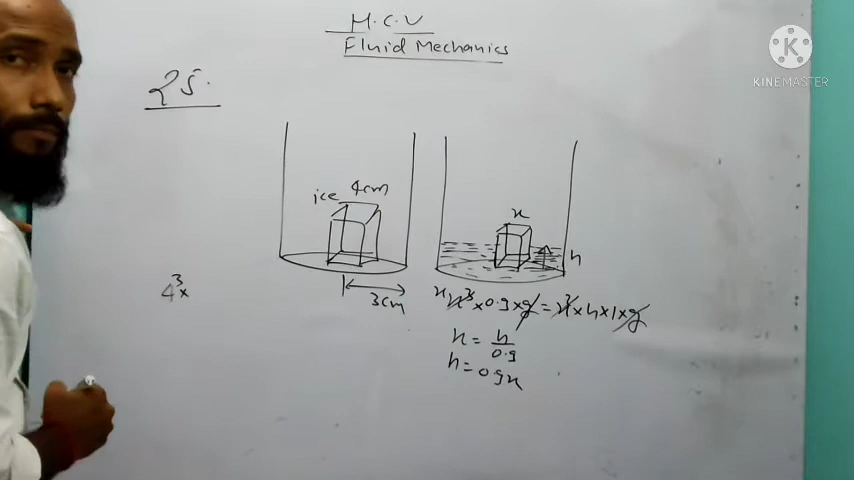 H.C.V
Fluid Mechanics
K
KINEMASTER
25.
ice 4cm
x
h
3cm
4³x
x x³ x 0.9 x g = x² x h x 1 x g
x = h/0.9
h = 0.9x